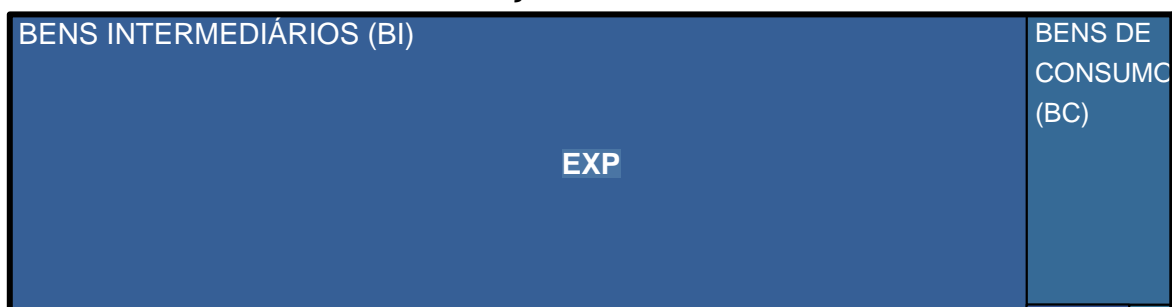 BENS INTERMEDIÁRIOS (BI)
BENS DE
CONSUMO
(BC)
EXP